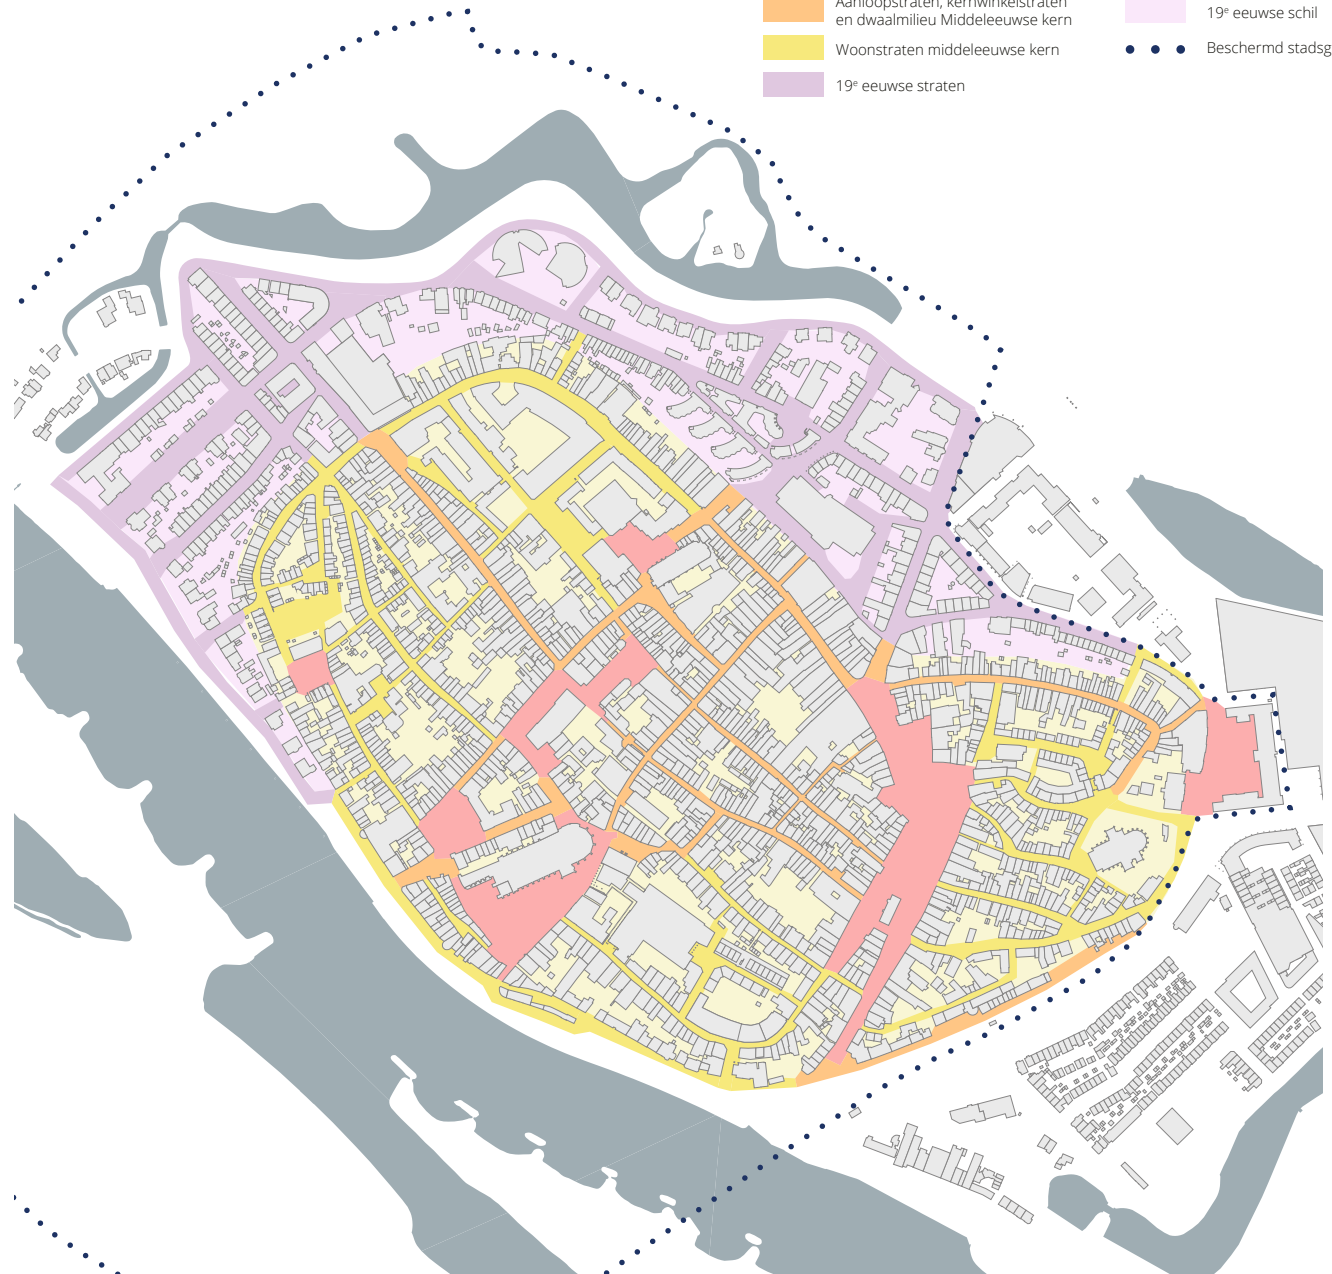 Aanloopstraten, kernwinkelstraten
en dwaalmilieu Middeleeuwse kern
Woonstraten middeleeuwse kern
19e eeuwse straten
19e eeuwse schil
Beschermd stadsg